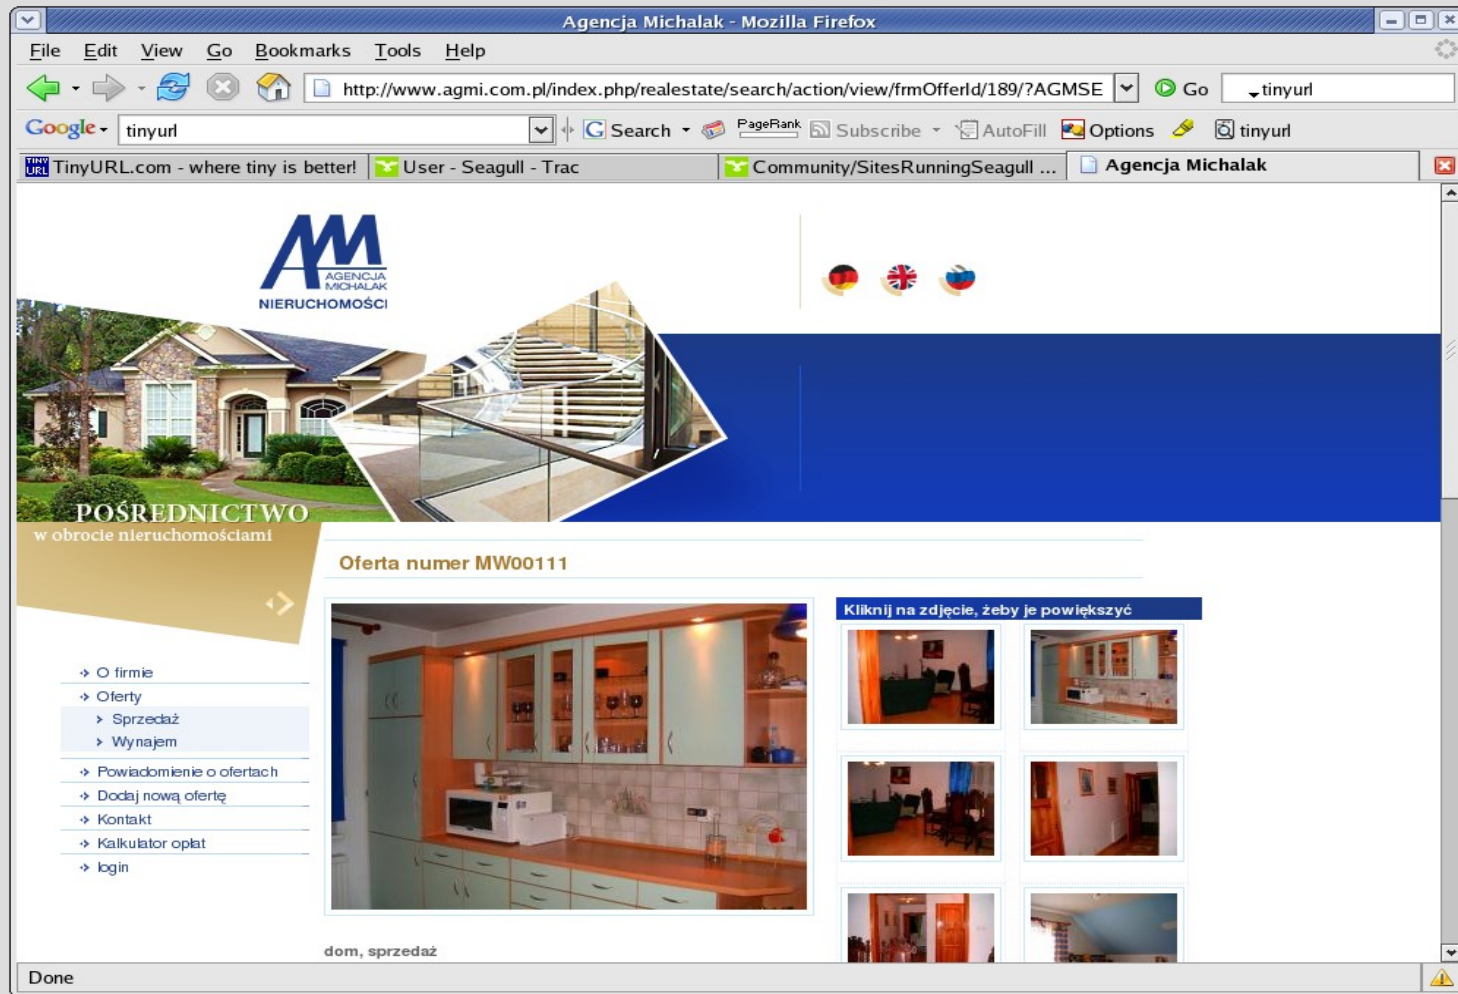 Agencja Michalak - Mozilla Firefox
File Edit View Go Bookmarks Tools Help
http://www.agmi.com.pl/index.php/realestate/search/action/view/frmOfferId/189/?AGMSE Go tinyurl
Google tinyurl Search PageRank Subscribe AutoFill Options tinyurl
TINY URL TinyURL.com - where tiny is better! User - Seagull - Trac Community/SitesRunningSeagull ... Agencja Michalak
AM
AGENCJA
MICHALAK
NIERUCHOMOŚCI
POŚREDNICTWO
w obrocie nieruchomościami
Oferta numer MW00111
Kliknij na zdjęcie, żeby je powiększyć
O firmie
Oferty
Sprzedaż
Wynajem
Powiadomienie o ofertach
Dodaj nową ofertę
Kontakt
Kalkulator opłat
login
dom, sprzedaż
Done